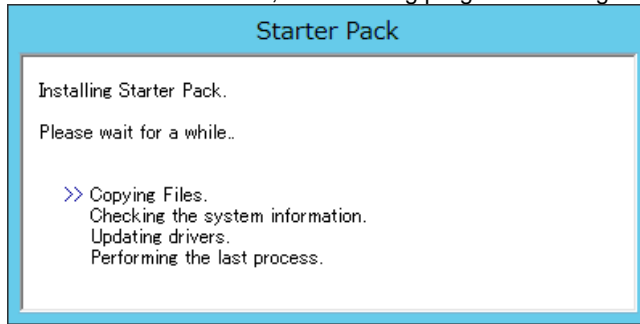 Starter Pack
Installing Starter Pack.
Please wait for a while..
>> Copying Files.
Checking the system information.
Updating drivers.
Performing the last process.